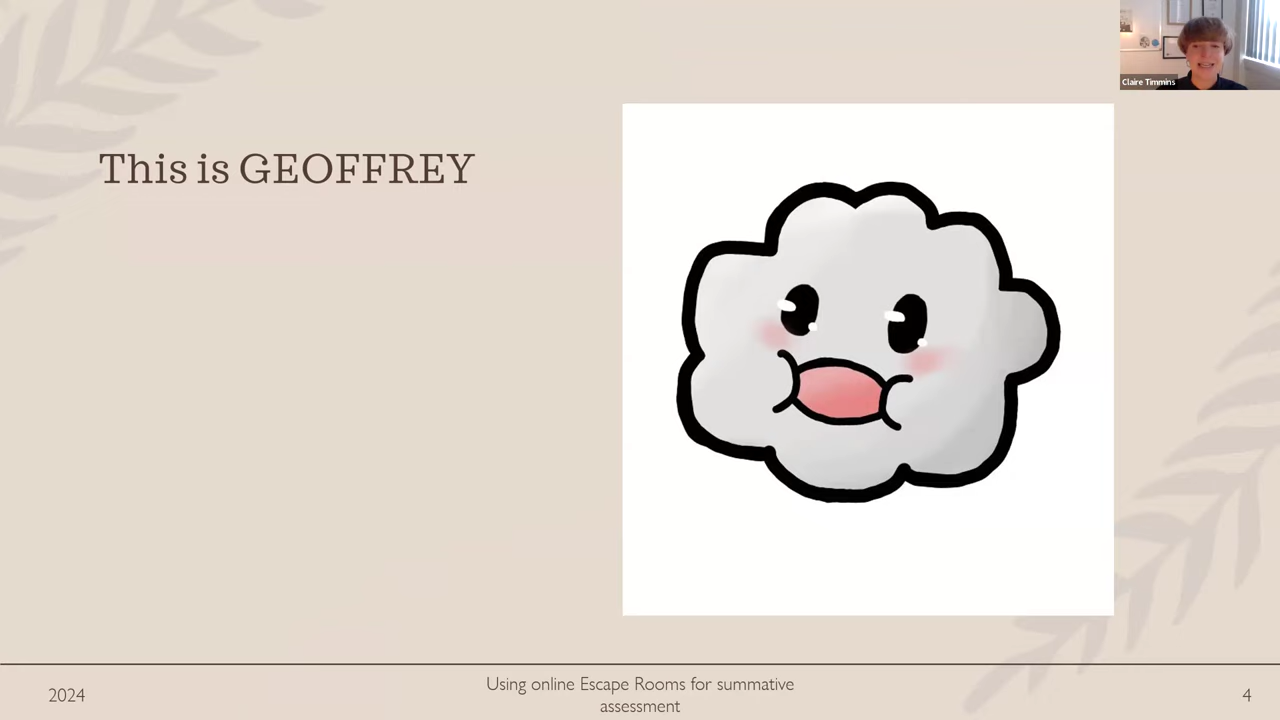 Claire Timmins
This is GEOFFREY
2024
Using online Escape Rooms for summative
assessment
4